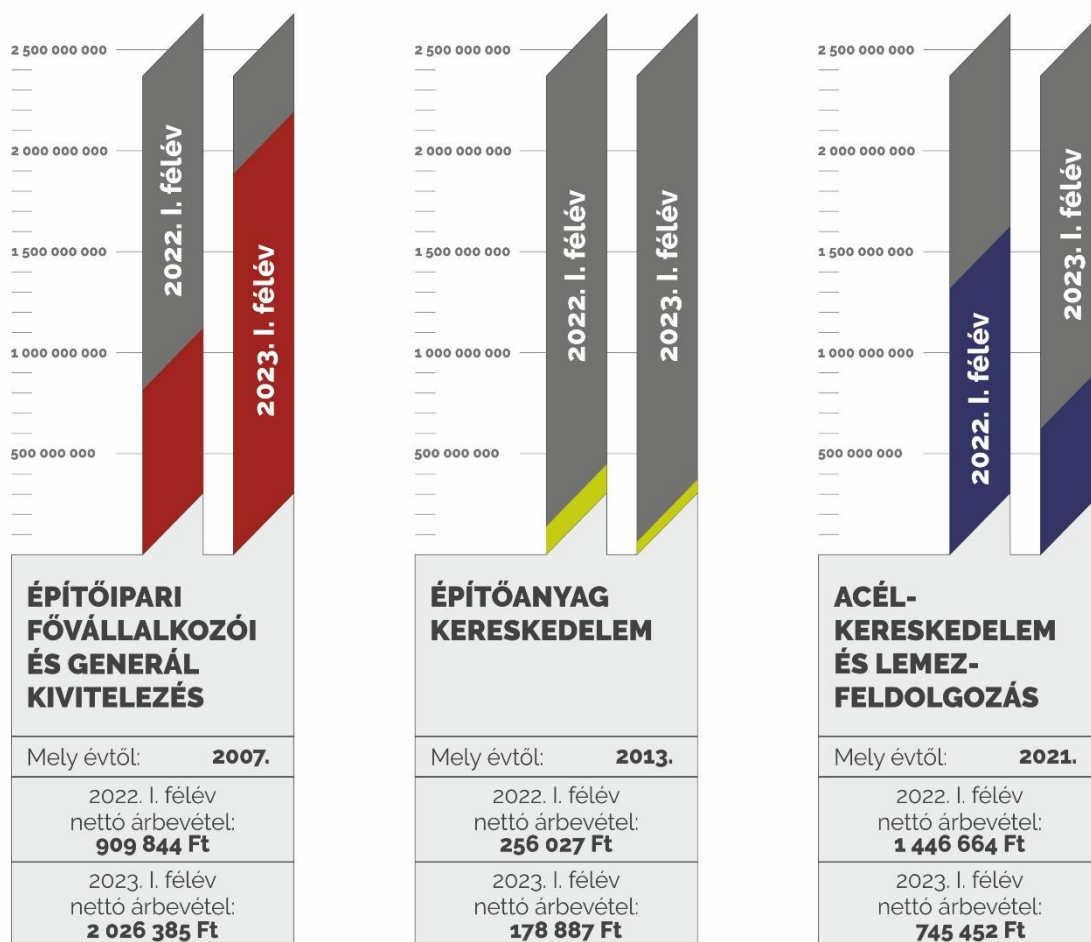 2 500 000 000
2 000 000 000
1 500 000 000
1 000 000 000
500 000 000
2022. I. félév
2023. I. félév
ÉPÍTŐIPARI
FŐVÁLLALKOZÓI
ÉS GENERÁL
KIVITELEZÉS
Mely évtől: 2007.
2022. I. félév
nettó árbevétel:
909 844 Ft
2023. I. félév
nettó árbevétel:
2 026 385 Ft
2 500 000 000
2 000 000 000
1 500 000 000
1 000 000 000
500 000 000
2022. I. félév
2023. I. félév
ÉPÍTŐANYAG
KERESKEDELEM
Mely évtől: 2013.
2022. I. félév
nettó árbevétel:
256 027 Ft
2023. I. félév
nettó árbevétel:
178 887 Ft
2 500 000 000
2 000 000 000
1 500 000 000
1 000 000 000
500 000 000
2022. I. félév
2023. I. félév
ACÉL-
KERESKEDELEM
ÉS LEMEZ-
FELDOLGOZÁS
Mely évtől: 2021.
2022. I. félév
nettó árbevétel:
1 446 664 Ft
2023. I. félév
nettó árbevétel:
745 452 Ft